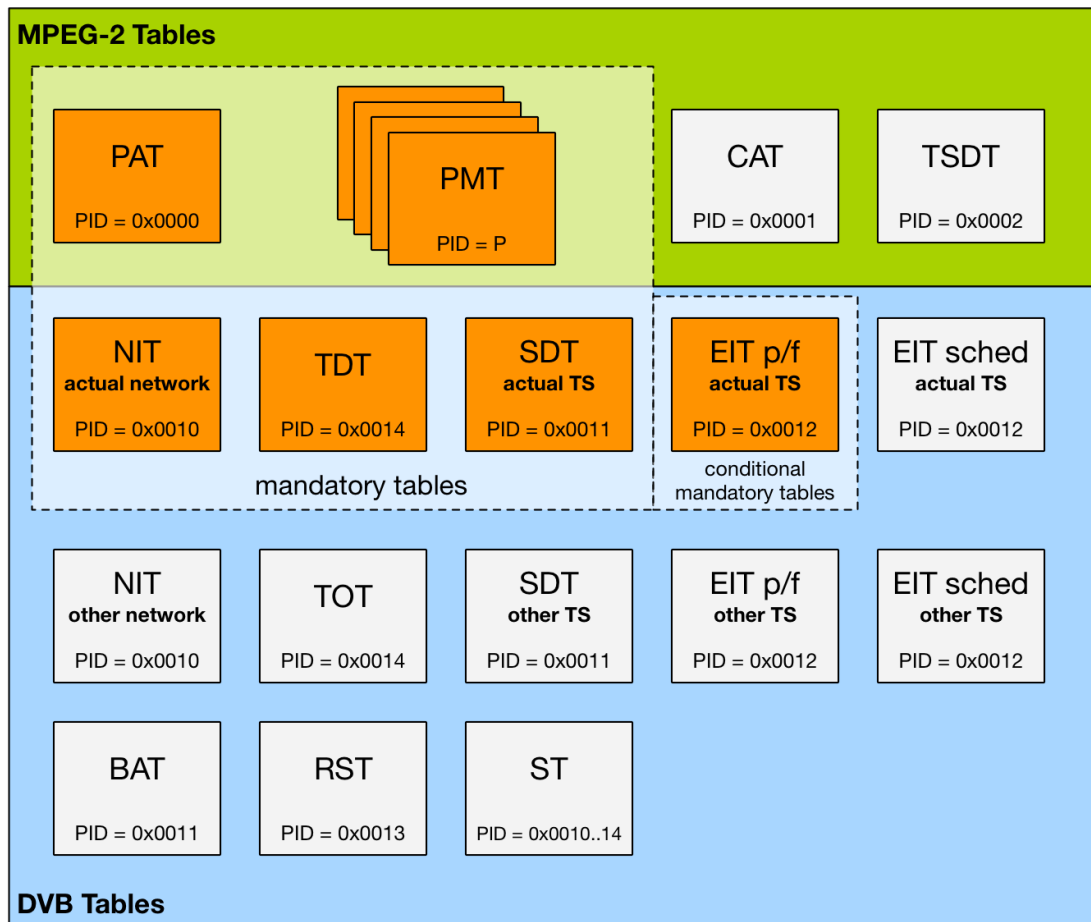 MPEG-2 Tables
PAT
PID = 0x0000
PMT
PID = P
CAT
PID = 0x0001
TSDT
PID = 0x0002
NIT
actual network
PID = 0x0010
TDT
PID = 0x0014
SDT
actual TS
PID = 0x0011
EIT p/f
actual TS
PID = 0x0012
EIT sched
actual TS
PID = 0x0012
mandatory tables
conditional
mandatory tables
NIT
other network
PID = 0x0010
TOT
PID = 0x0014
SDT
other TS
PID = 0x0011
EIT p/f
other TS
PID = 0x0012
EIT sched
other TS
PID = 0x0012
BAT
PID = 0x0011
RST
PID = 0x0013
ST
PID = 0x0010..14
DVB Tables